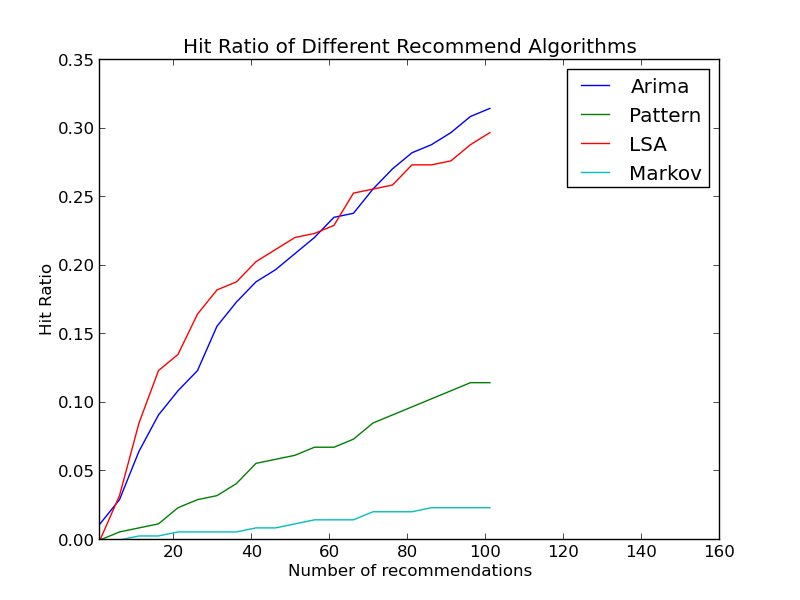 Hit Ratio of Different Recommend Algorithms
0.35
0.30
0.25
0.20
0.15
0.10
0.05
0.00
Hit Ratio
Arima
Pattern
LSA
Markov
20 40 60 80 100 120 140 160
Number of recommendations